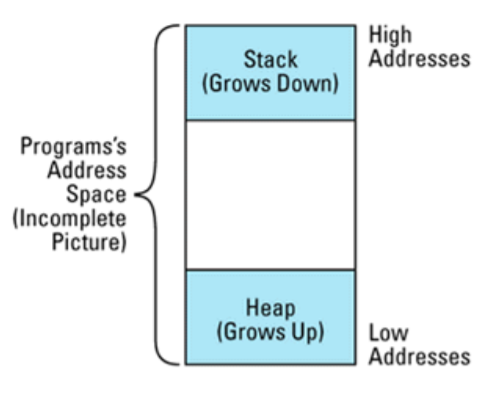 High
Addresses
Stack
(Grows Down)
Programs's
Address
Space
(Incomplete
Picture)
Heap
(Grows Up)
Low
Addresses